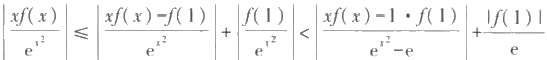 |xf(x)/e^{x^2}| ≤ |xf(x)-f(1)/e^{x^2}| + |f(1)/e^{x^2}| < |xf(x)-1·f(1)/e^{x^2}-e| + |f(1)|/e